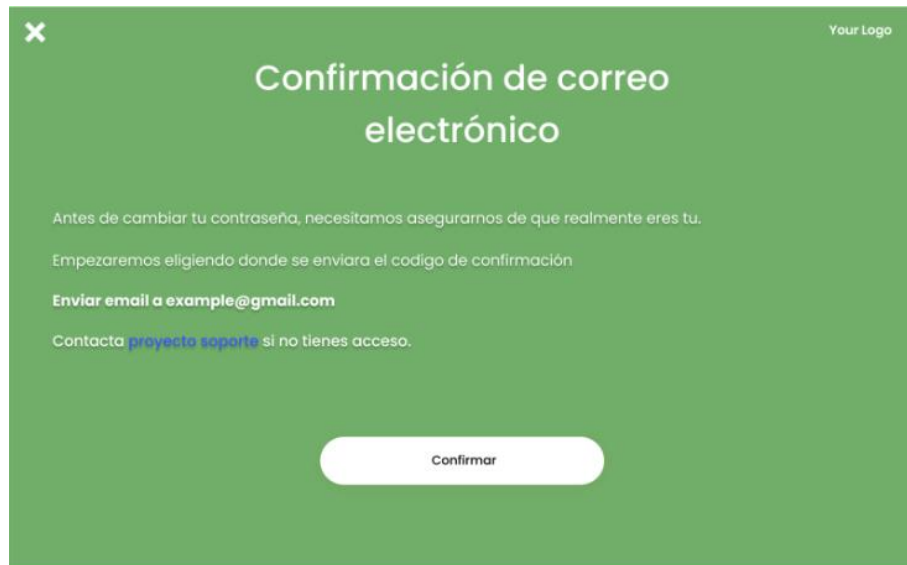 Your Logo
Confirmación de correo
electrónico
Antes de cambiar tu contraseña, necesitamos asegurarnos de que realmente eres tu.
Empezaremos eligiendo donde se enviara el codigo de confirmación
Enviar email a example@gmail.com
Contacta proyecto soporte si no tienes acceso.
Confirmar